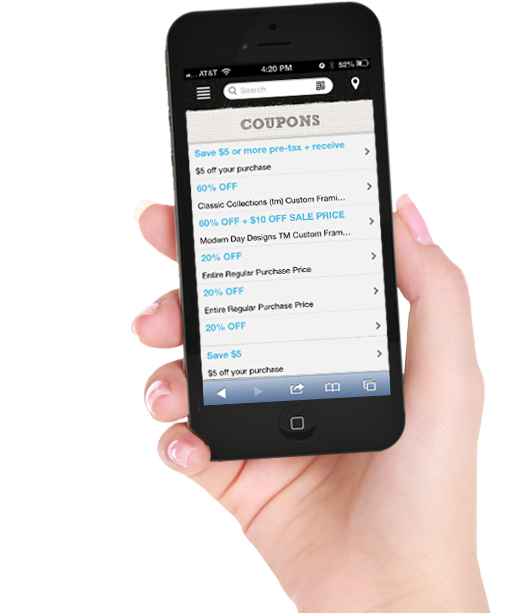 AT&T 4:20 PM 52%
Search
COUPONS
Save $5 or more pre-tax + receive
$5 off your purchase
60% OFF
Classic Collections (tm) Custom Frami...
60% OFF + $10 OFF SALE PRICE
Modern Day Designs TM Custom Fram...
20% OFF
Entire Regular Purchase Price
20% OFF
Entire Regular Purchase Price
20% OFF
Save $5
$5 off your purchase